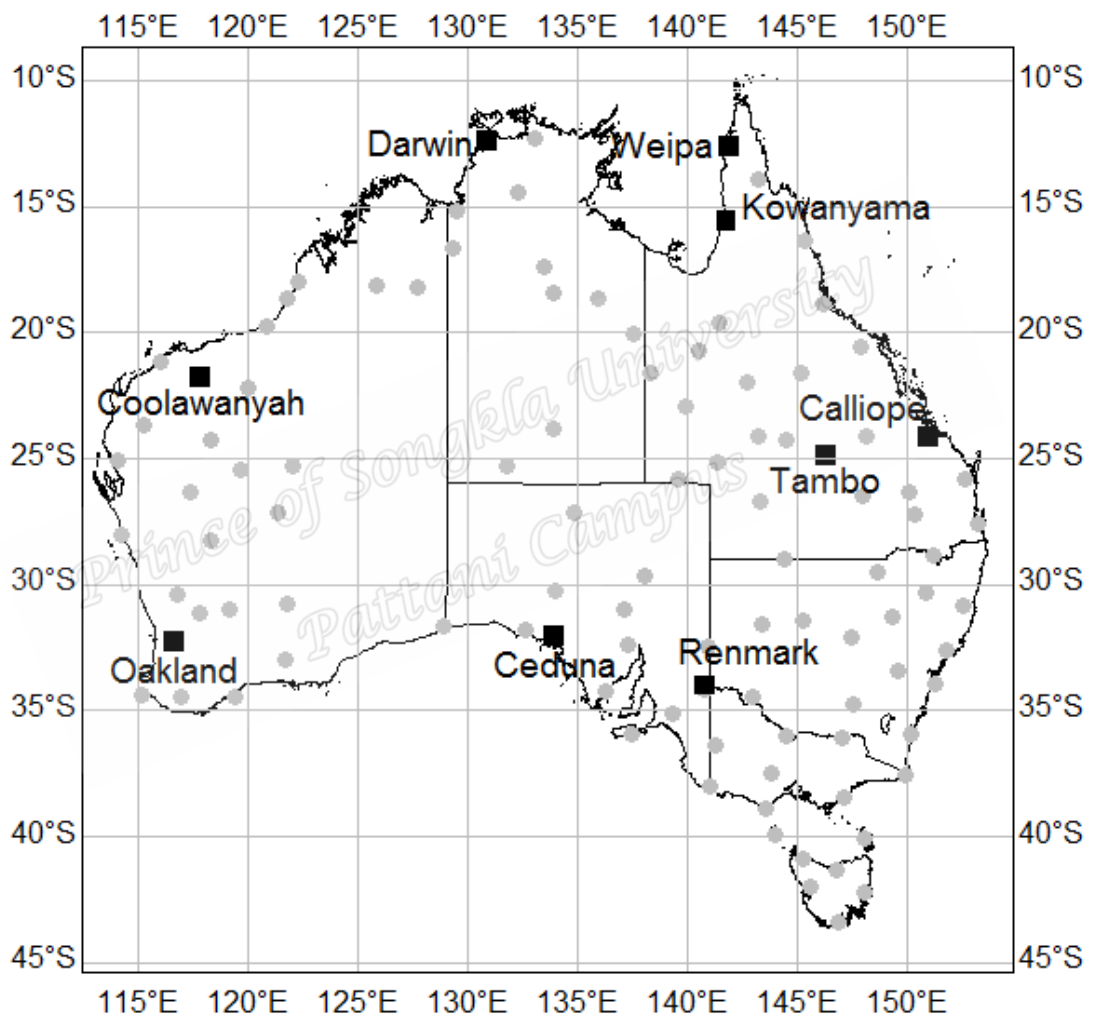 115°E 120°E 125°E 130°E 135°E 140°E 145°E 150°E
10°S 10°S
Darwin Weipa
15°S Kowanyama 15°S
20°S 20°S
Coolawanyah Calliope
25°S Tambo 25°S
Prince of Songkla University
Pattani Campus
30°S 30°S
Oakland Ceduna Renmark
35°S 35°S
40°S 40°S
45°S 45°S
115°E 120°E 125°E 130°E 135°E 140°E 145°E 150°E